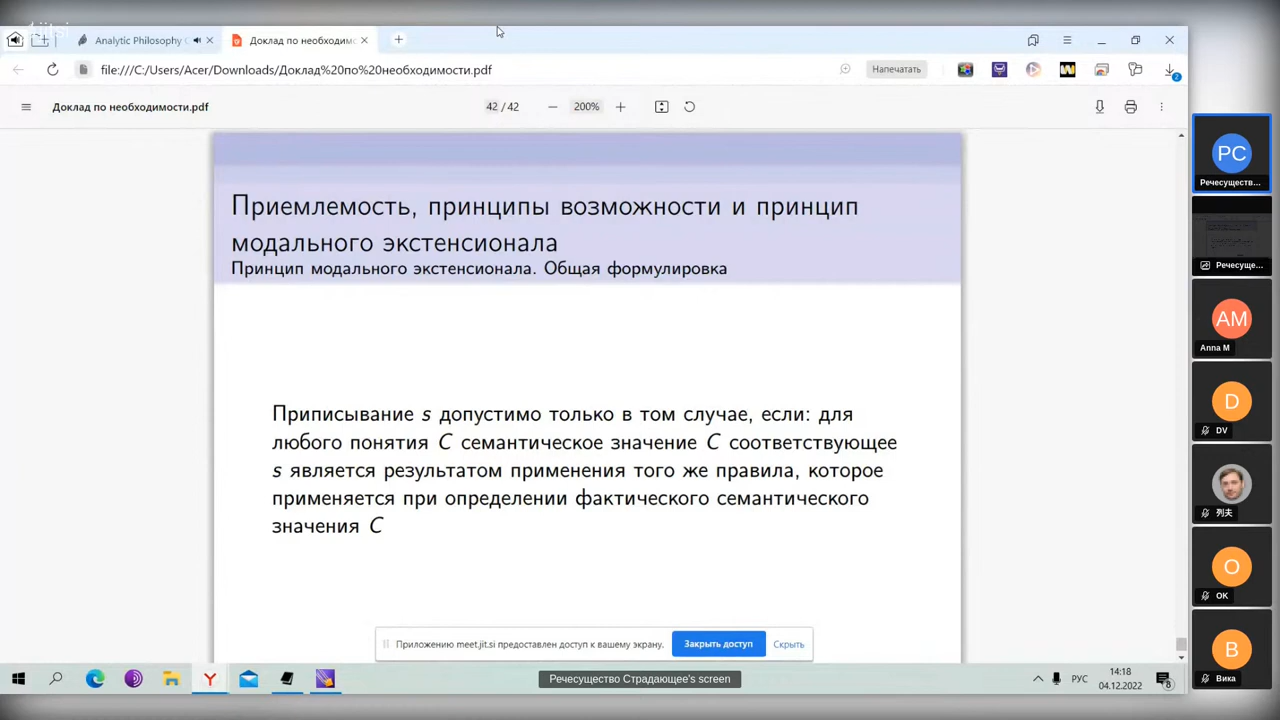 jitsi
Analytic Philosophy
Доклад по необходимос
file:///C:/Users/Acer/Downloads/Доклад%20по%20необходимости.pdf
Напечатать
2
Доклад по необходимости.pdf
42 / 42
200%
Приемлемость, принципы возможности и принцип
модального экстенсионала
Принцип модального экстенсионала. Общая формулировка
Приписывание s допустимо только в том случае, если: для
любого понятия C семантическое значение C соответствующее
s является результатом применения того же правила, которое
применяется при определении фактического семантического
значения C
Приложению meet.jit.si предоставлен доступ к вашему экрану.
Закрыть доступ
Скрыть
Речесущество Страдающее's screen
РУС
14:18
04.12.2022
8
PC
Речесуществ...
Речесуще...
AM
Anna M
D
DV
列夫
O
OK
B
Вика